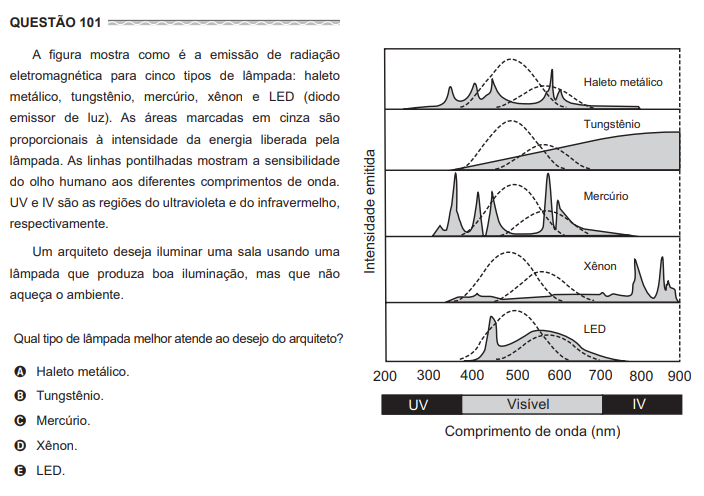 QUESTÃO 101
A figura mostra como é a emissão de radiação
eletromagnética para cinco tipos de lâmpada: haleto
metálico, tungstênio, mercúrio, xênon e LED (diodo
emissor de luz). As áreas marcadas em cinza são
proporcionais à intensidade da energia liberada pela
lâmpada. As linhas pontilhadas mostram a sensibilidade
do olho humano aos diferentes comprimentos de onda.
UV e IV são as regiões do ultravioleta e do infravermelho,
respectivamente.
Um arquiteto deseja iluminar uma sala usando uma
lâmpada que produza boa iluminação, mas que não
aqueça o ambiente.
Qual tipo de lâmpada melhor atende ao desejo do arquiteto?
A Haleto metálico.
B Tungstênio.
C Mercúrio.
D Xênon.
E LED.
Intensidade emitida
Haleto metálico
Tungstênio
Mercúrio
Xênon
LED
200 300 400 500 600 700 800 900
UV Visível IV
Comprimento de onda (nm)